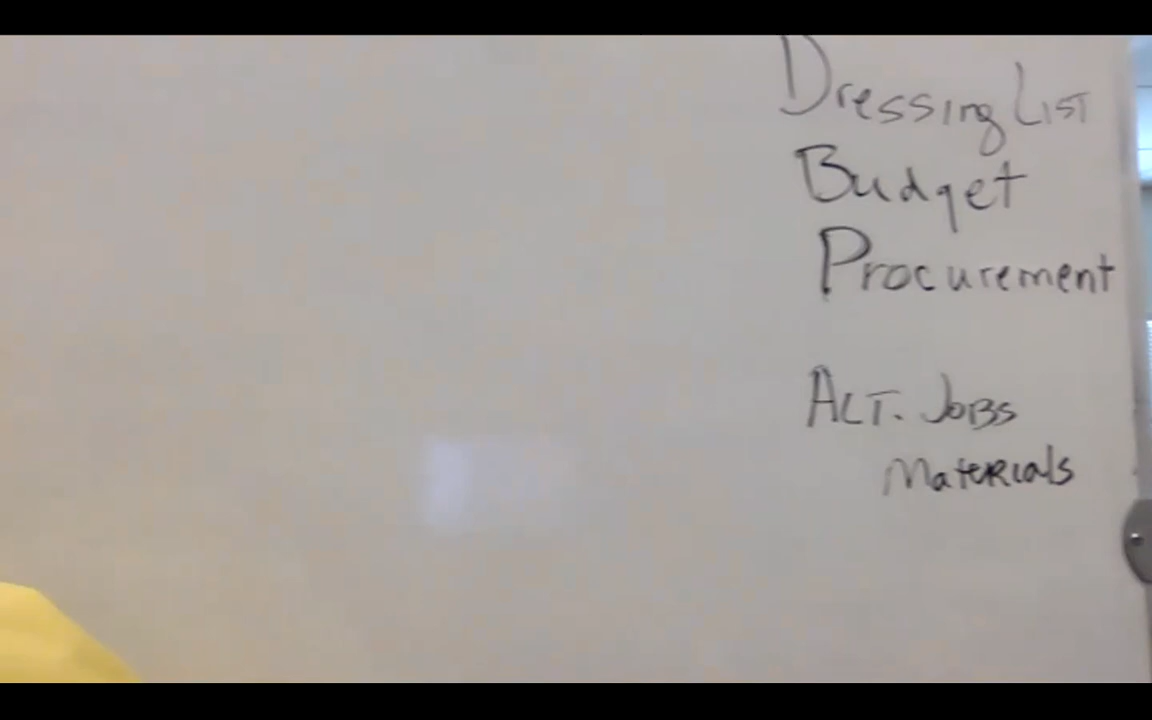 Dressing List
Budget
Procurement
ALT. JOBS
Materials